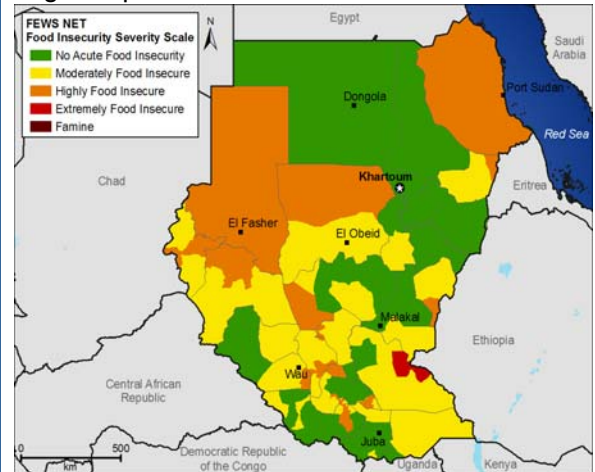 FEWS NET
Food Insecurity Severity Scale
No Acute Food Insecurity
Moderately Food Insecure
Highly Food Insecure
Extremely Food Insecure
Famine
N
Egypt
Saudi
Arabia
Dongola
Port Sudan
Red Sea
Khartoum
Chad
Eritrea
El Fasher
El Obeid
Malakal
Ethiopia
Wau
Central African
Republic
Juba
0 500
km
Democratic Republic
of the Congo
Uganda
Kenya